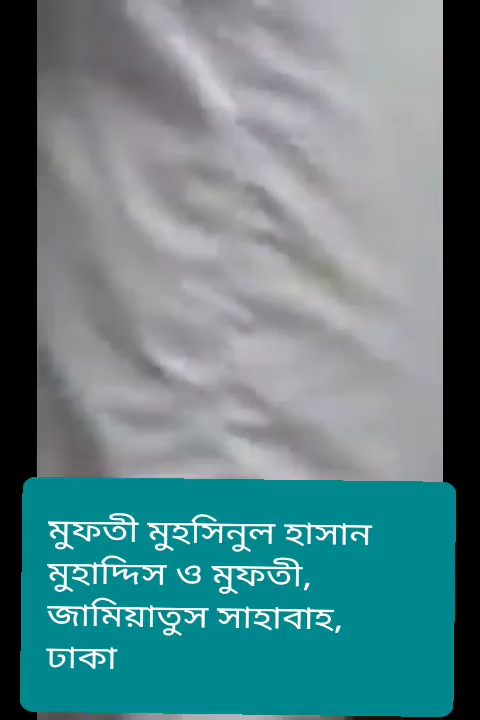 মুফতী মুহসিনুল হাসান
মুহাদ্দিস ও মুফতী,
জামিয়াতুস সাহাবাহ,
ঢাকা